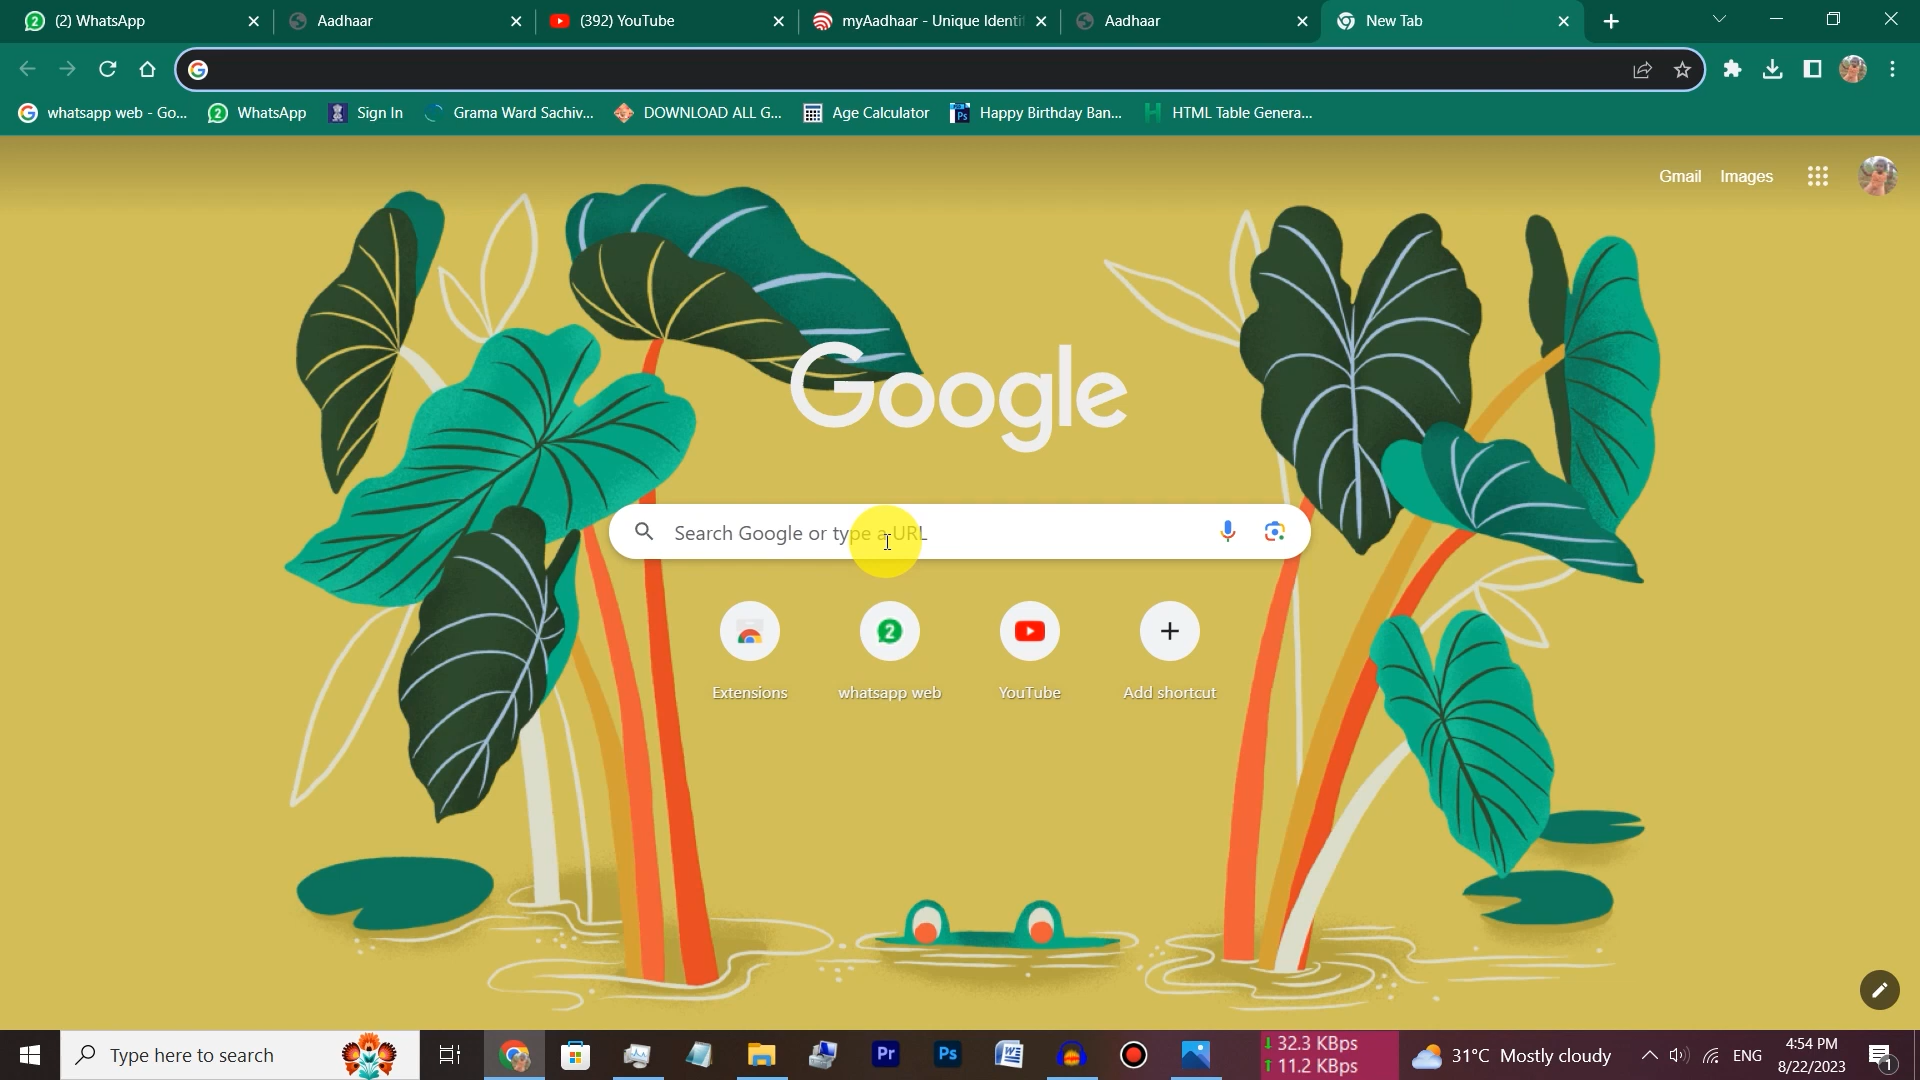 (2) WhatsApp
Aadhaar
(392) YouTube
myAadhaar - Unique Identi
Aadhaar
New Tab
whatsapp web - Go...
WhatsApp
Sign In
Grama Ward Sachiv...
DOWNLOAD ALL G...
Age Calculator
Happy Birthday Ban...
HTML Table Genera...
Gmail
Images
Google
Search Google or type a URL
Extensions
whatsapp web
YouTube
Add shortcut
Type here to search
Pr
Ps
32.3 KBps
11.2 KBps
31°C Mostly cloudy
ENG
4:54 PM
8/22/2023
1